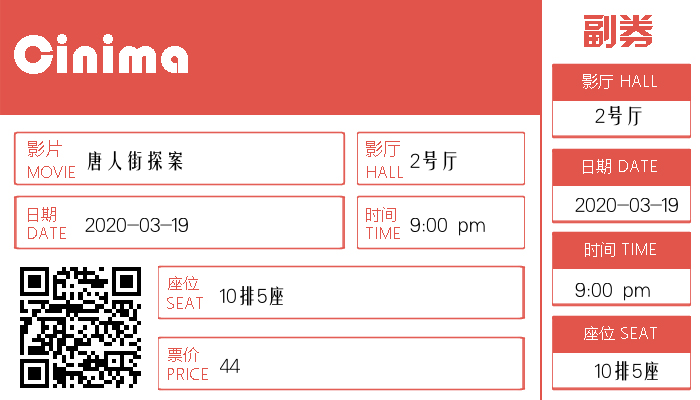 Cinima
影片 MOVIE 唐人街探案
影厅 HALL 2号厅
日期 DATE 2020-03-19
时间 TIME 9:00 pm
座位 SEAT 10排5座
票价 PRICE 44
副券
影厅 HALL
2号厅
日期 DATE
2020-03-19
时间 TIME
9:00 pm
座位 SEAT
10排5座